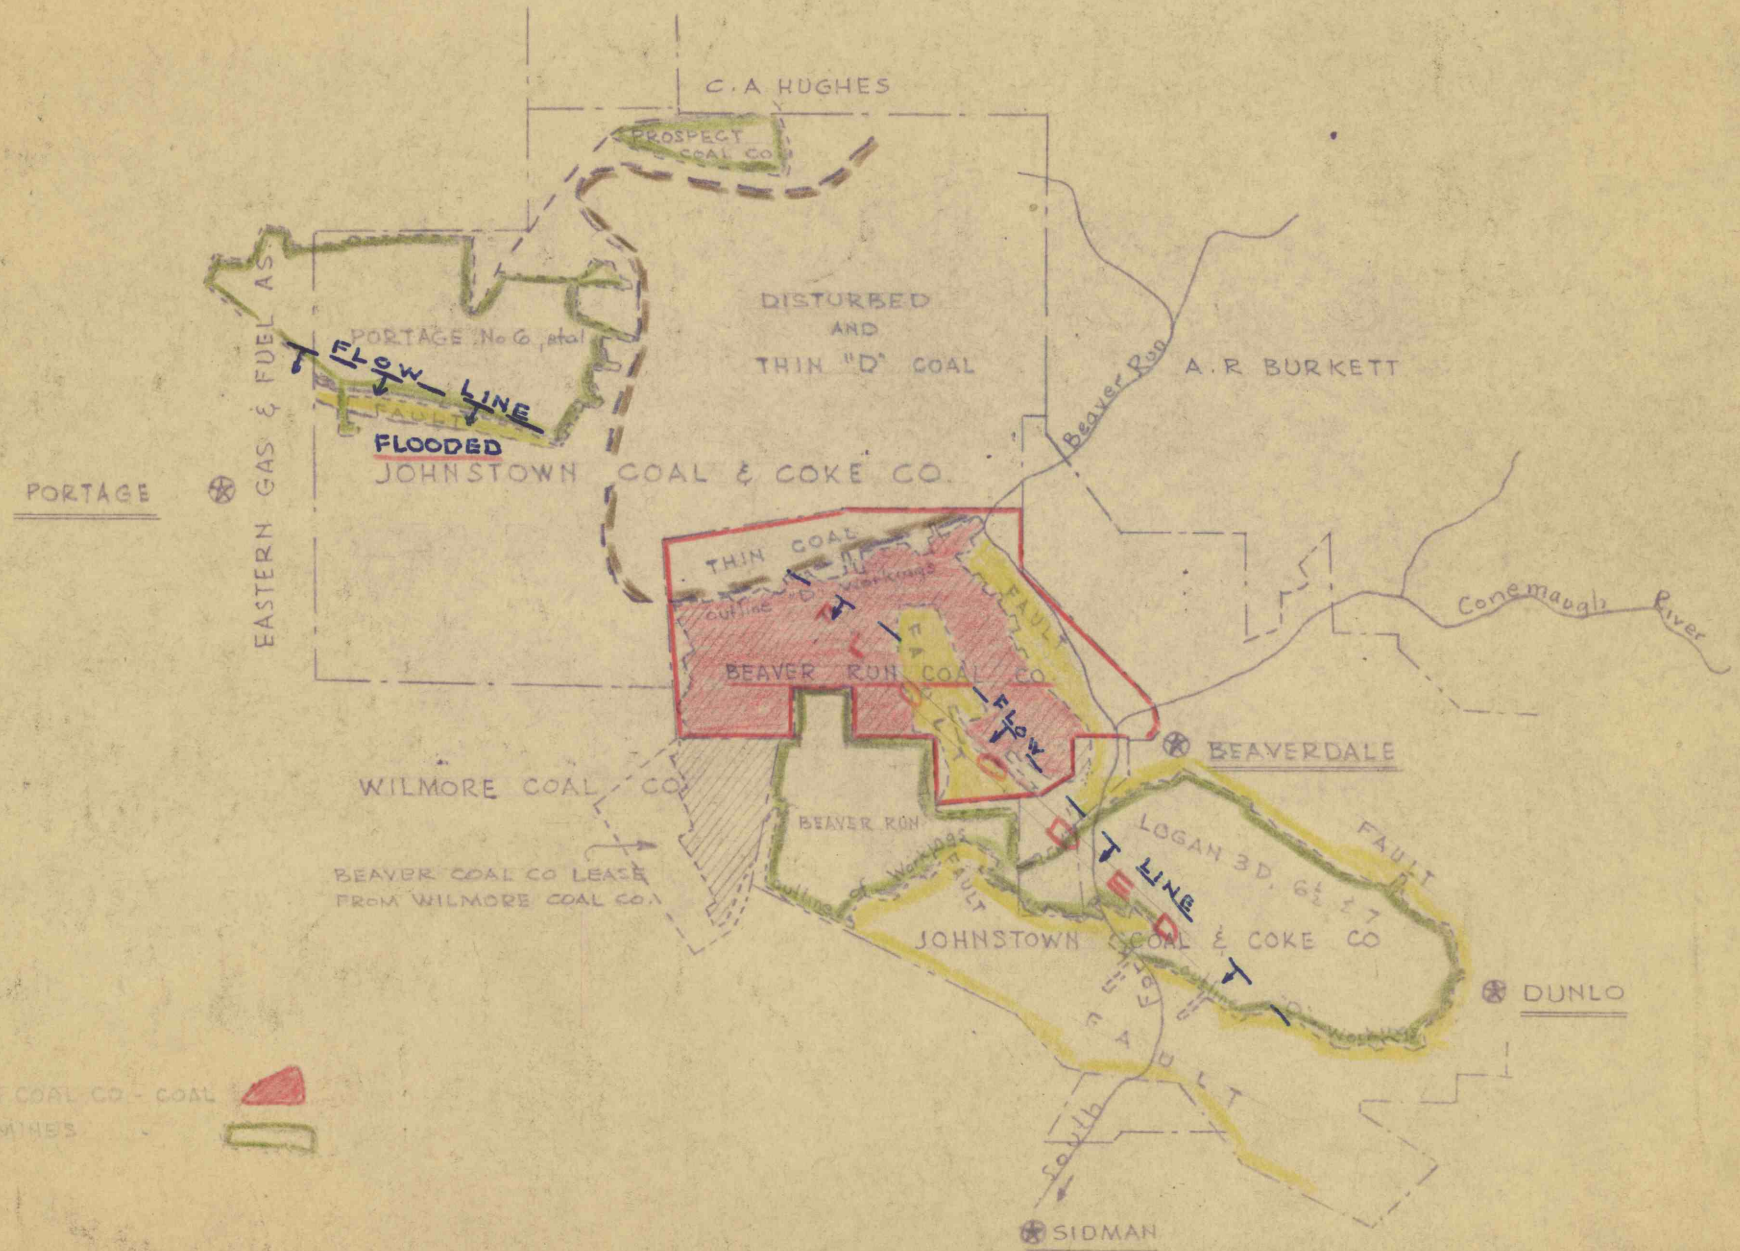 C.A HUGHES
PROSPECT
COAL CO
EASTERN GAS & FUEL AS.
PORTAGE No 6, etal
FLOW LINE
FAULT
FLOODED
DISTURBED
AND
THIN "D" COAL
Beaver Run
A.R BURKETT
PORTAGE
JOHNSTOWN COAL & COKE CO.
THIN COAL
outline "D" workings
FAULT
FAULT
Conemaugh River
BEAVER RUN COAL CO.
FLOODED
FLOW LINE
BEAVERDALE
WILMORE COAL CO
BEAVER RUN
LOGAN 3D, 6½ & 7
FAULT
outline of Workings
FAULT
BEAVER COAL CO LEASE
FROM WILMORE COAL CO.
JOHNSTOWN COAL & COKE CO
outline "D" Workings
DUNLO
Fork
FAULT
COAL CO - COAL
MINES
South
SIDMAN